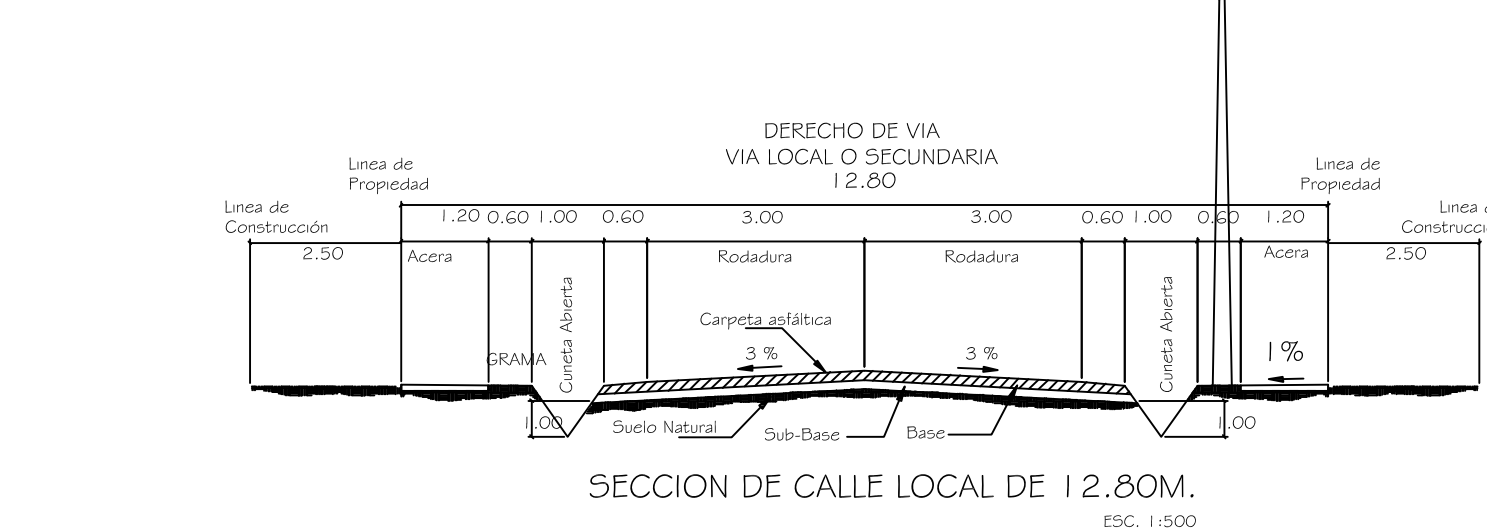 DERECHO DE VIA
VIA LOCAL O SECUNDARIA
12.80
Linea de
Propiedad
Linea de
Propiedad
Linea de
Construcción
Linea d
Construcci
1.20 0.60 1.00 0.60 3.00 3.00 0.60 1.00 0.60 1.20
2.50 Acera Rodadura Rodadura Acera 2.50
Cuneta Abierta
Cuneta Abierta
Carpeta asfáltica
GRAMA 3 % 3 % 1%
1.00 Suelo Natural Sub-Base Base 1.00
SECCION DE CALLE LOCAL DE 12.80M.
ESC. 1:500